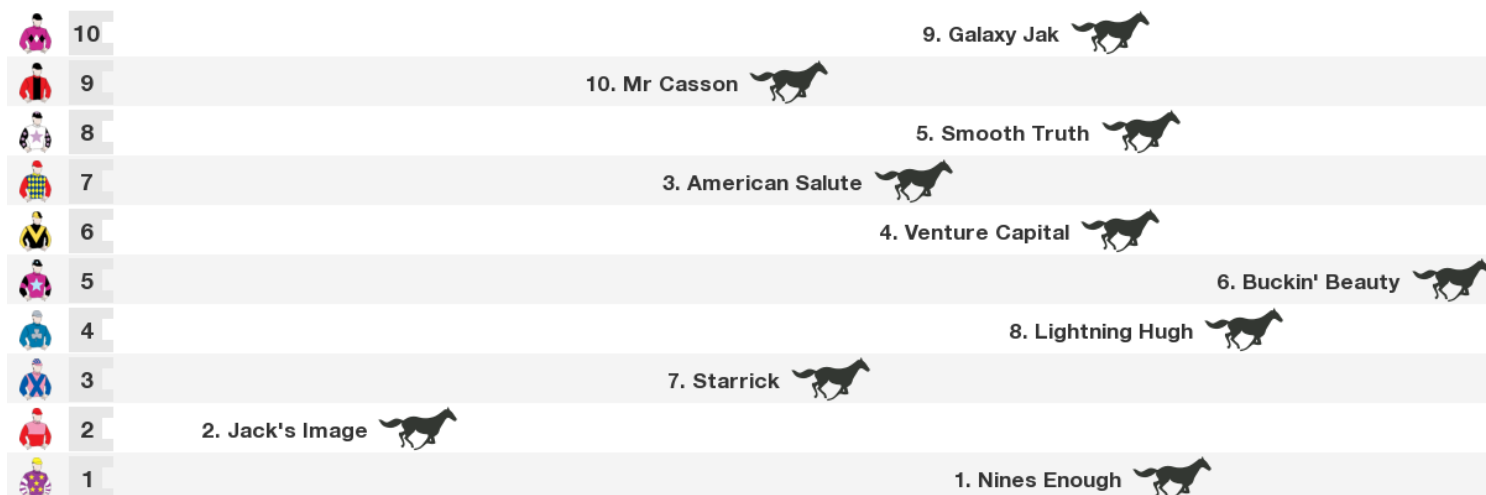 10 9. Galaxy Jak
9 10. Mr Casson
8 5. Smooth Truth
7 3. American Salute
6 4. Venture Capital
5 6. Buckin' Beauty
4 8. Lightning Hugh
3 7. Starrick
2 2. Jack's Image
1 1. Nines Enough